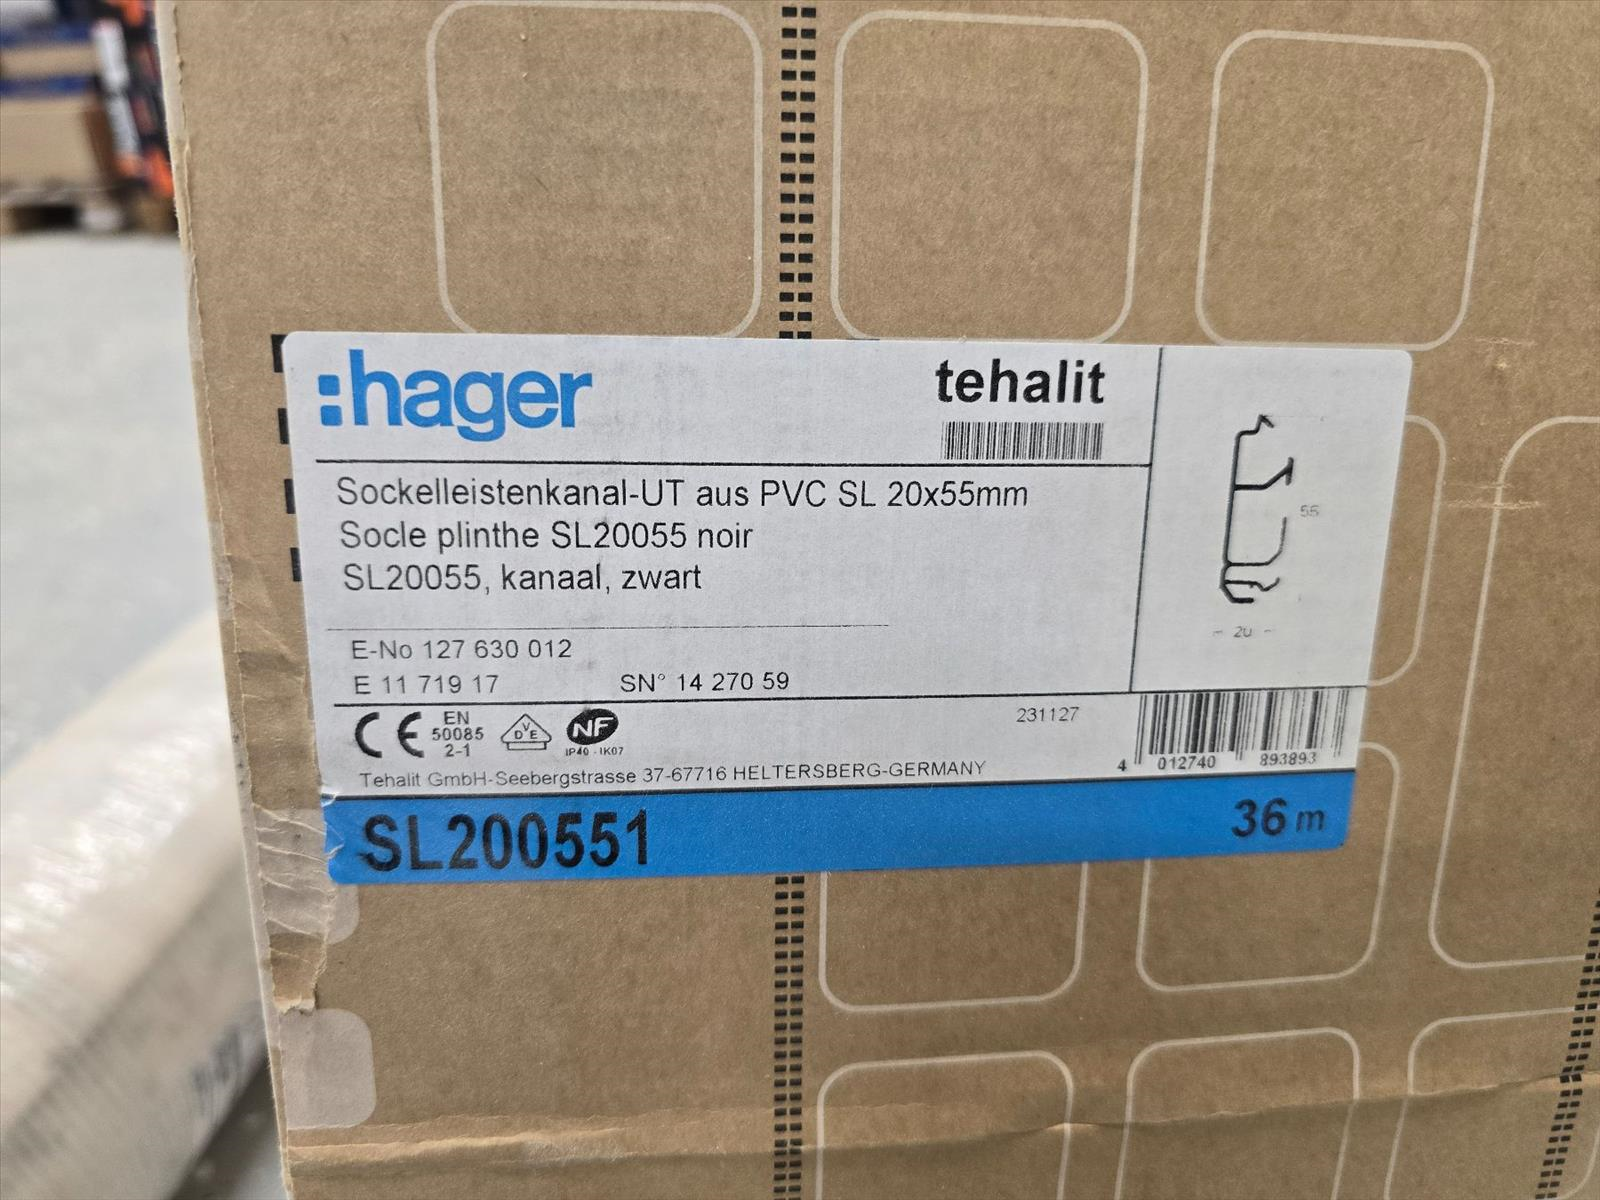 :hager
tehalit
Sockelleistenkanal-UT aus PVC SL 20x55mm
Socle plinthe SL20055 noir
SL20055, kanaal, zwart
55
20
E-No 127 630 012
E 11 719 17
SN° 14 270 59
CE
EN
50085
2-1
VDE
NF
IP40 - IK07
231127
4 012740 893893
Tehalit GmbH-Seebergstrasse 37-67716 HELTERSBERG-GERMANY
SL200551
36 m